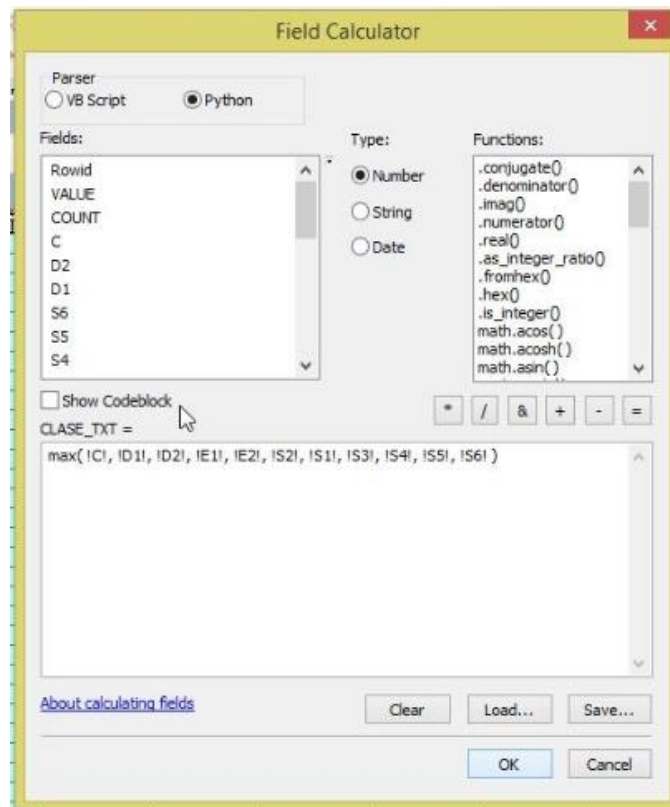 Field Calculator
Parser
VB Script
Python
Fields:
Type:
Functions:
Rowid
VALUE
COUNT
C
D2
D1
S6
S5
S4
Number
String
Date
.conjugate()
.denominator()
.imag()
.numerator()
.real()
.as_integer_ratio()
.fromhex()
.hex()
.is_integer()
math.acos( )
math.acosh( )
math.asin( )
Show Codeblock
* / & + - =
CLASE_TXT =
max( !C!, !D1!, !D2!, !E1!, !E2!, !S2!, !S1!, !S3!, !S4!, !S5!, !S6! )
About calculating fields
Clear
Load...
Save...
OK
Cancel